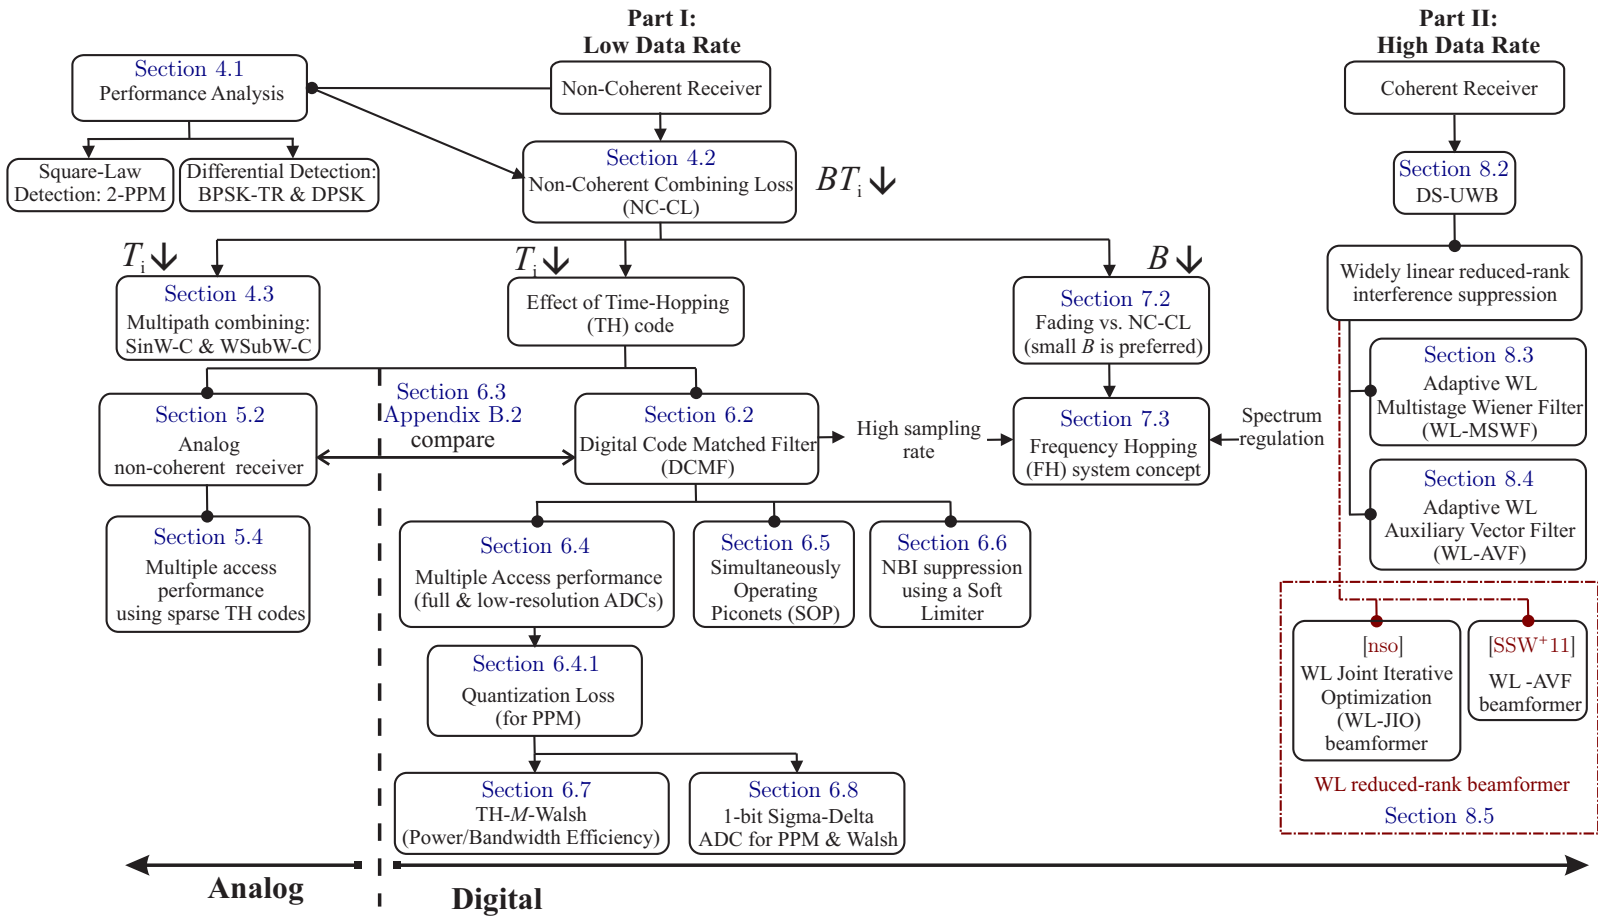 Part I:
Low Data Rate
Part II:
High Data Rate
Section 4.1
Performance Analysis
Non-Coherent Receiver
Coherent Receiver
Square-Law
Detection: 2-PPM
Differential Detection:
BPSK-TR & DPSK
Section 4.2
Non-Coherent Combining Loss
(NC-CL)
BTi ↓
Section 8.2
DS-UWB
Ti ↓
Ti ↓
B ↓
Section 4.3
Multipath combining:
SinW-C & WSubW-C
Effect of Time-Hopping
(TH) code
Section 7.2
Fading vs. NC-CL
(small B is preferred)
Widely linear reduced-rank
interference suppression
Section 8.3
Adaptive WL
Multistage Wiener Filter
(WL-MSWF)
Section 5.2
Analog
non-coherent receiver
Section 6.3
Appendix B.2
compare
Section 6.2
Digital Code Matched Filter
(DCMF)
High sampling
rate
Section 7.3
Frequency Hopping
(FH) system concept
Spectrum
regulation
Section 8.4
Adaptive WL
Auxiliary Vector Filter
(WL-AVF)
Section 5.4
Multiple access
performance
using sparse TH codes
Section 6.4
Multiple Access performance
(full & low-resolution ADCs)
Section 6.5
Simultaneously
Operating
Piconets (SOP)
Section 6.6
NBI suppression
using a Soft
Limiter
Section 6.4.1
Quantization Loss
(for PPM)
[nso]
WL Joint Iterative
Optimization
(WL-JIO)
beamformer
[SSW+11]
WL -AVF
beamformer
WL reduced-rank beamformer
Section 8.5
Section 6.7
TH-M-Walsh
(Power/Bandwidth Efficiency)
Section 6.8
1-bit Sigma-Delta
ADC for PPM & Walsh
Analog
Digital